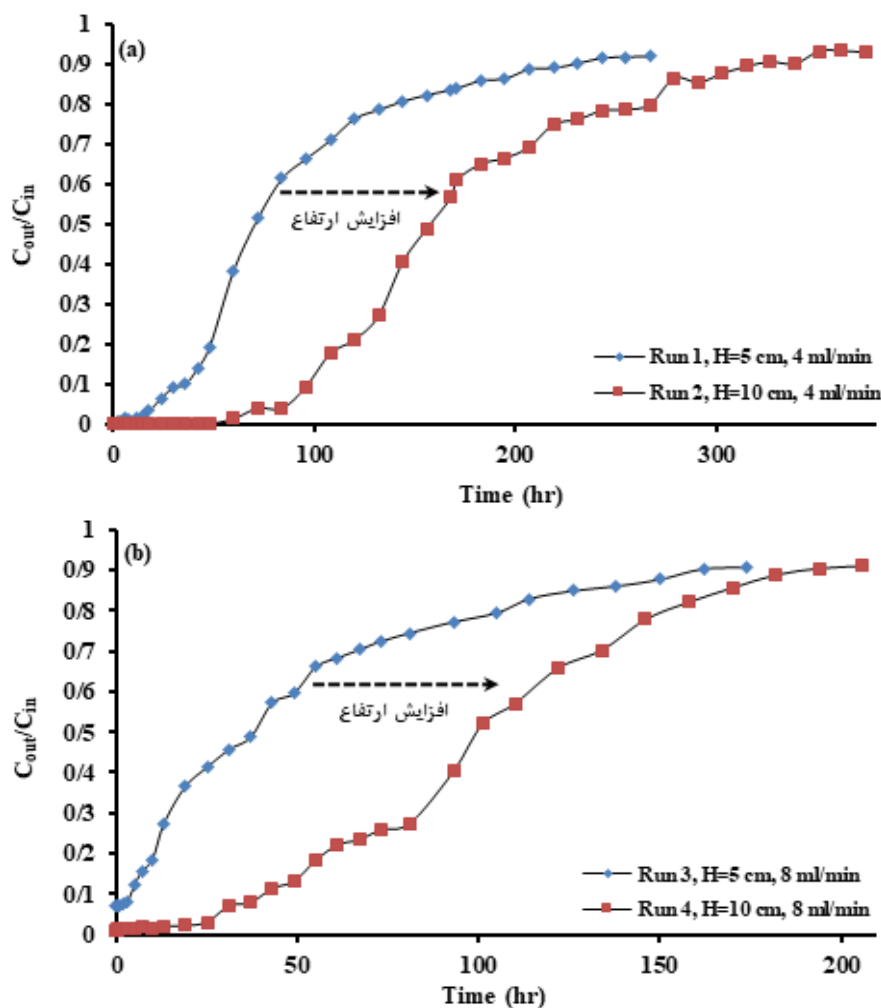 (a)
C_out/C_in
1
0/9
0/8
0/7
0/6
0/5
0/4
0/3
0/2
0/1
0
افزایش ارتفاع
Run 1, H=5 cm, 4 ml/min
Run 2, H=10 cm, 4 ml/min
0 100 200 300
Time (hr)
(b)
C_out/C_in
1
0/9
0/8
0/7
0/6
0/5
0/4
0/3
0/2
0/1
0
افزایش ارتفاع
Run 3, H=5 cm, 8 ml/min
Run 4, H=10 cm, 8 ml/min
0 50 100 150 200
Time (hr)